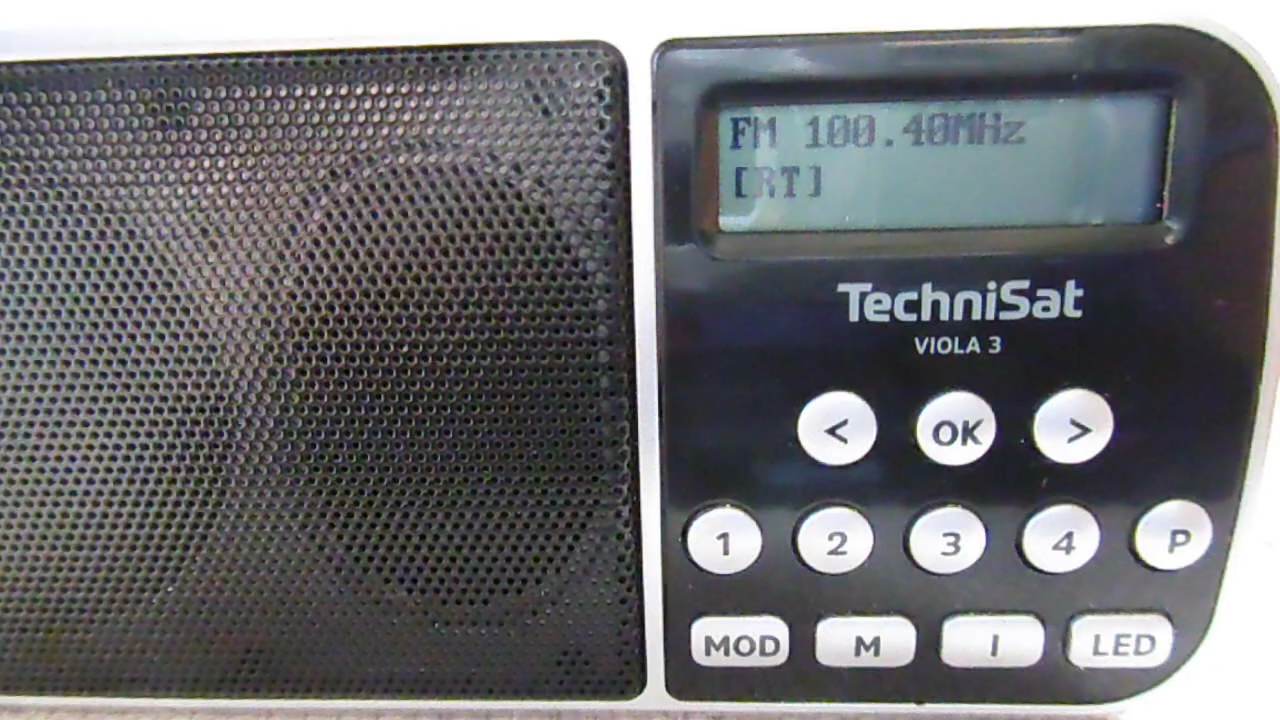 FM 100.40MHz
[RT]
TechniSat
VIOLA 3
< OK >
1 2 3 4 P
MOD M I LED